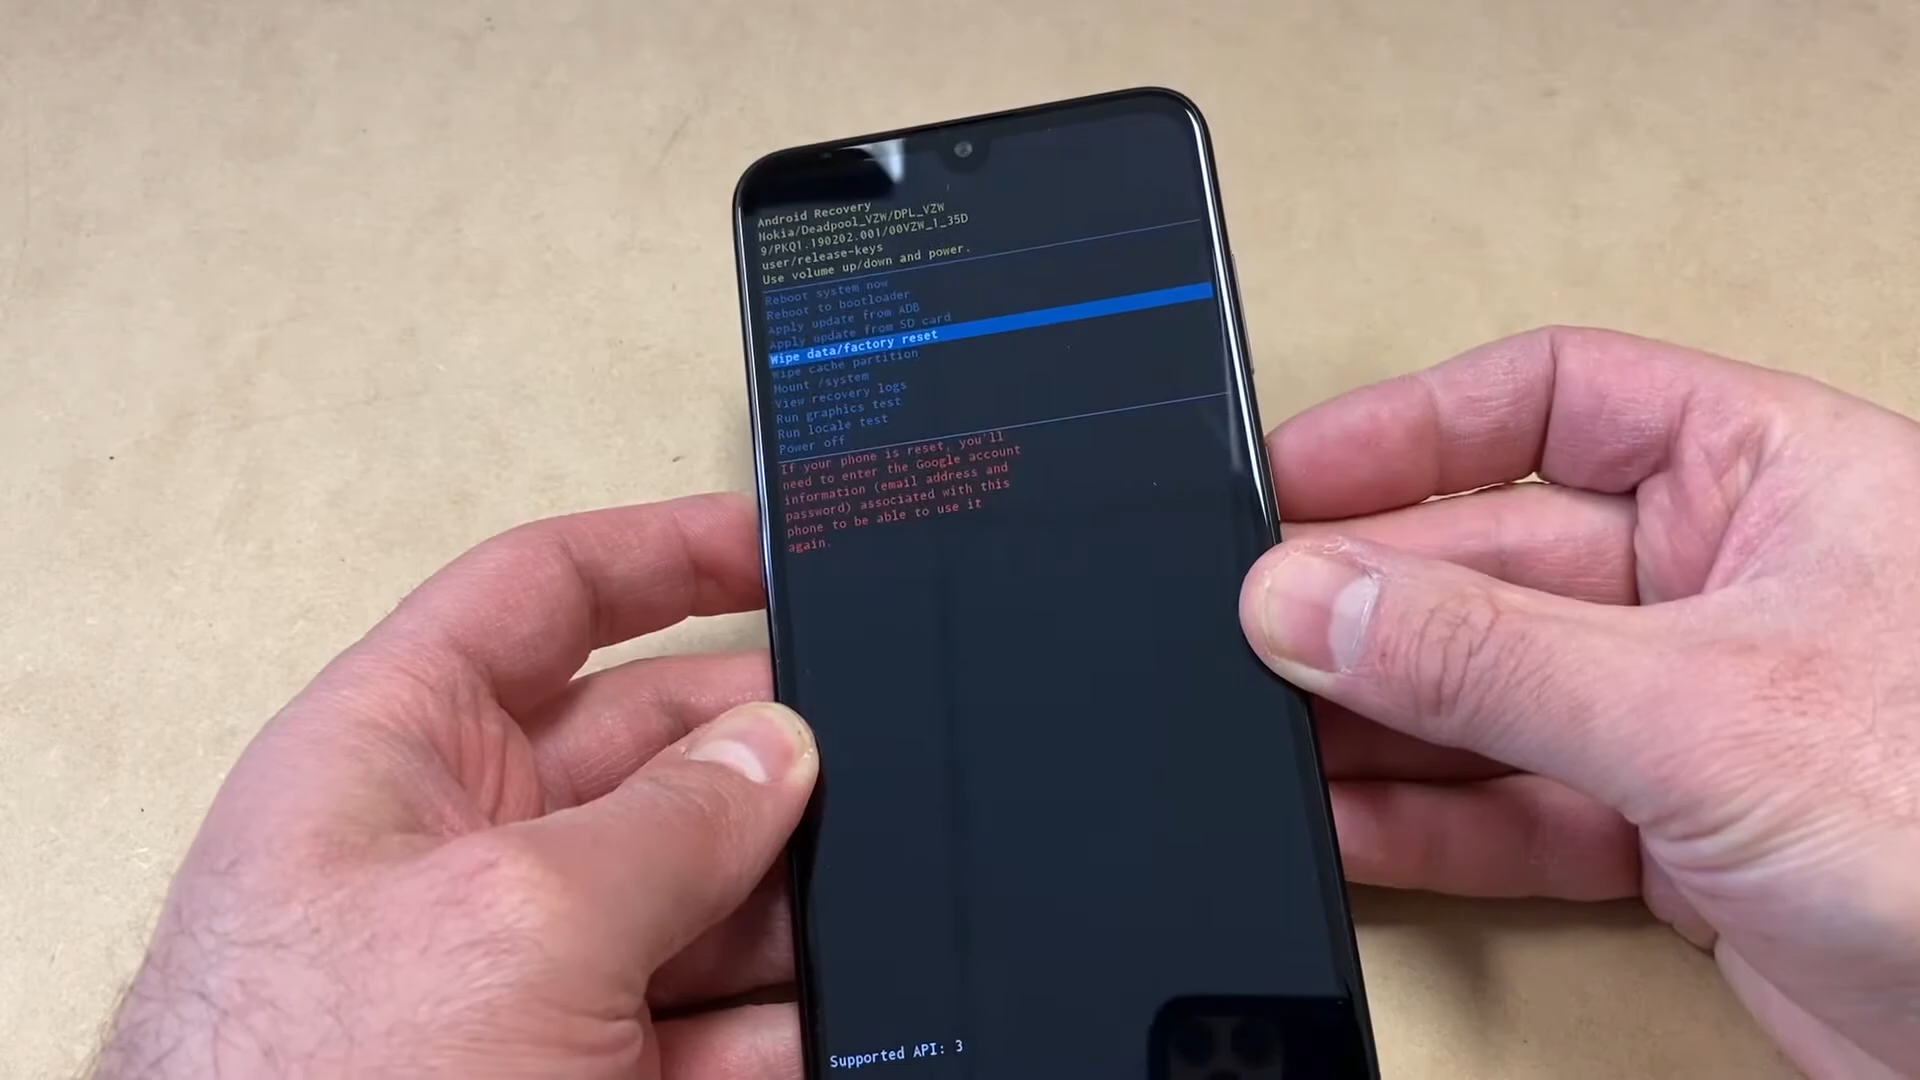 Android Recovery
Nokia/Deadpool_VZW/DPL_VZW
9/PKQ1.190202.001/00VZW_1_35D
user/release-keys
Use volume up/down and power.
Reboot system now
Reboot to bootloader
Apply update from ADB
Apply update from SD card
Wipe data/factory reset
Wipe cache partition
Mount /system
View recovery logs
Run graphics test
Run locale test
Power off
If your phone is reset, you'll
need to enter the Google account
information (email address and
password) associated with this
phone to be able to use it
again.
Supported API: 3